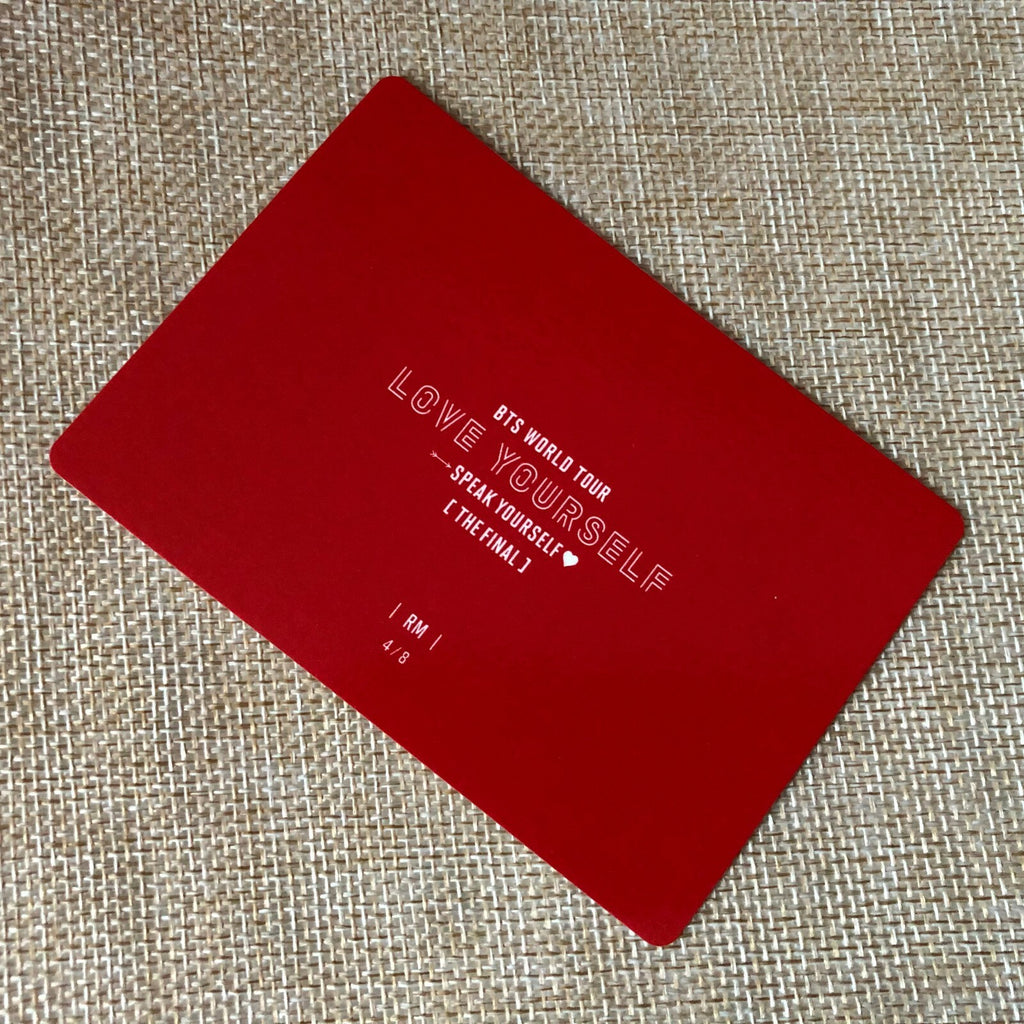 BTS WORLD TOUR
LOVE YOURSELF
SPEAK YOURSELF
[ THE FINAL ]
| RM |
4/8